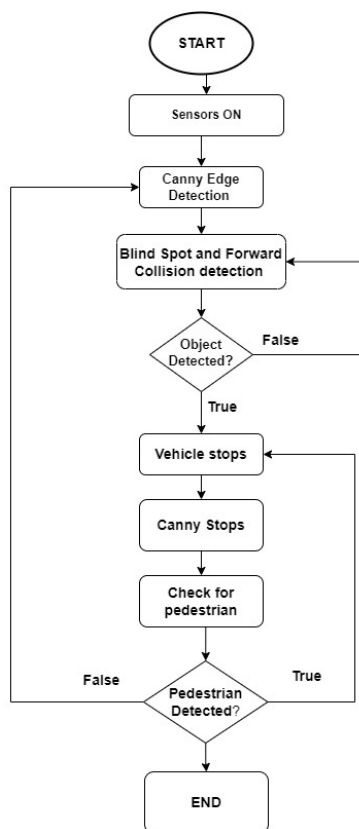 START
Sensors ON
Canny Edge
Detection
Blind Spot and Forward
Collision detection
Object
Detected?
False
True
Vehicle stops
Canny Stops
Check for
pedestrian
False
True
Pedestrian
Detected?
END